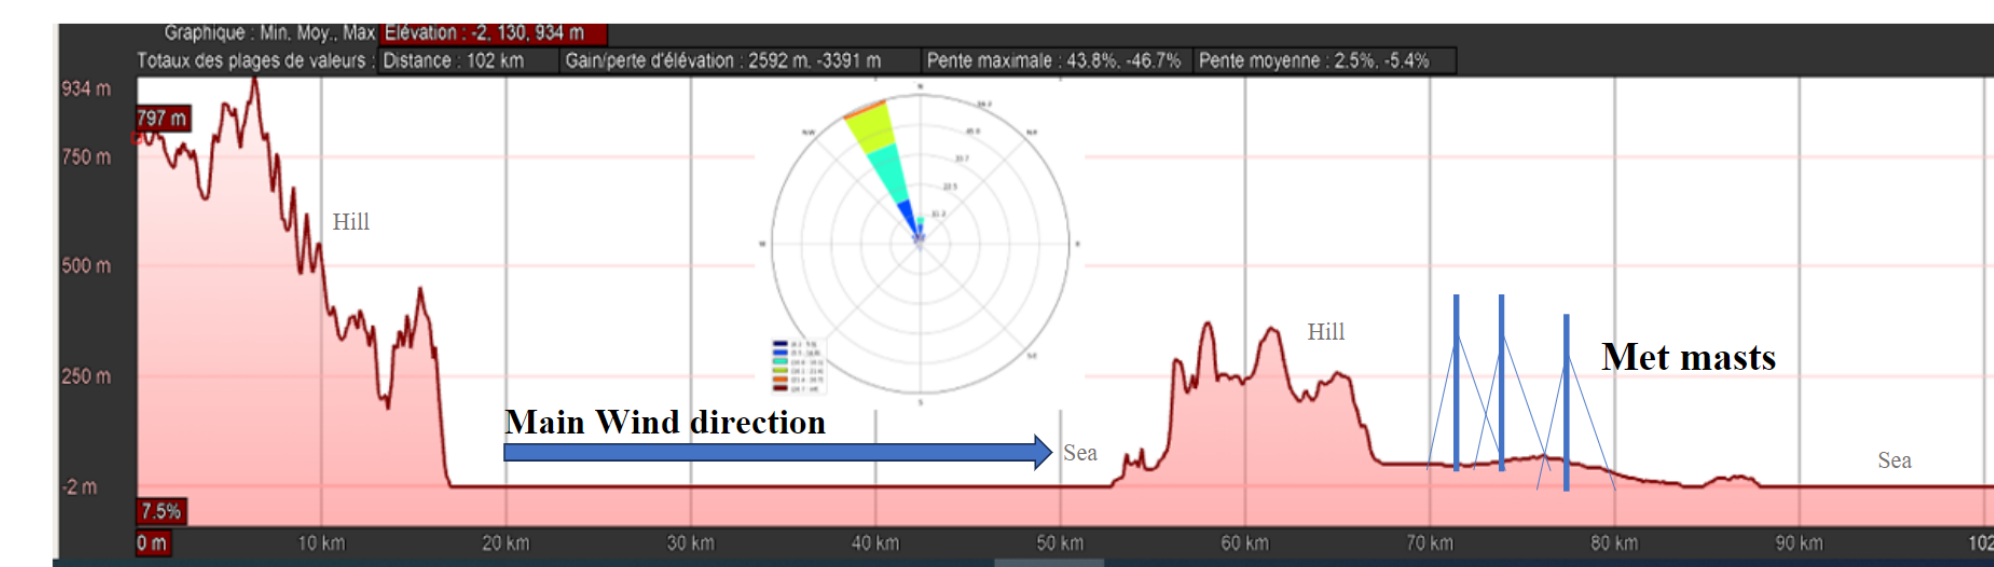 Graphique : Min, Moy., Max Élévation : -2, 130, 934 m
Totaux des plages de valeurs : Distance : 102 km Gain/perte d'élévation : 2592 m, -3391 m Pente maximale : 43.8%, -46.7% Pente moyenne : 2.5%, -5.4%
934 m
797 m
750 m
500 m
250 m
-2 m
7.5%
Hill
N
NW
W
S
Main Wind direction
Sea
Hill
Met masts
Sea
0 m 10 km 20 km 30 km 40 km 50 km 60 km 70 km 80 km 90 km 102